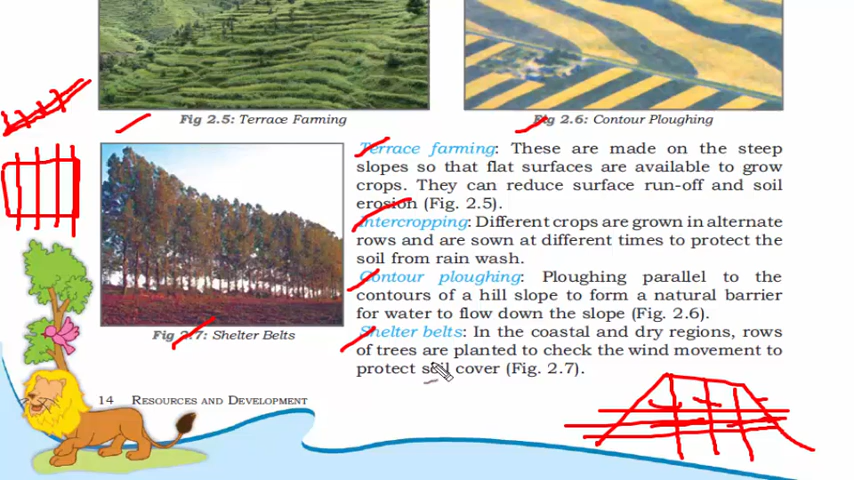 Fig 2.5: Terrace Farming
Fig 2.6: Contour Ploughing
Terrace farming: These are made on the steep
slopes so that flat surfaces are available to grow
crops. They can reduce surface run-off and soil
erosion (Fig. 2.5).
Intercropping: Different crops are grown in alternate
rows and are sown at different times to protect the
soil from rain wash.
Contour ploughing: Ploughing parallel to the
contours of a hill slope to form a natural barrier
for water to flow down the slope (Fig. 2.6).
Shelter belts: In the coastal and dry regions, rows
of trees are planted to check the wind movement to
protect soil cover (Fig. 2.7).
Fig 2.7: Shelter Belts
14 Resources and Development